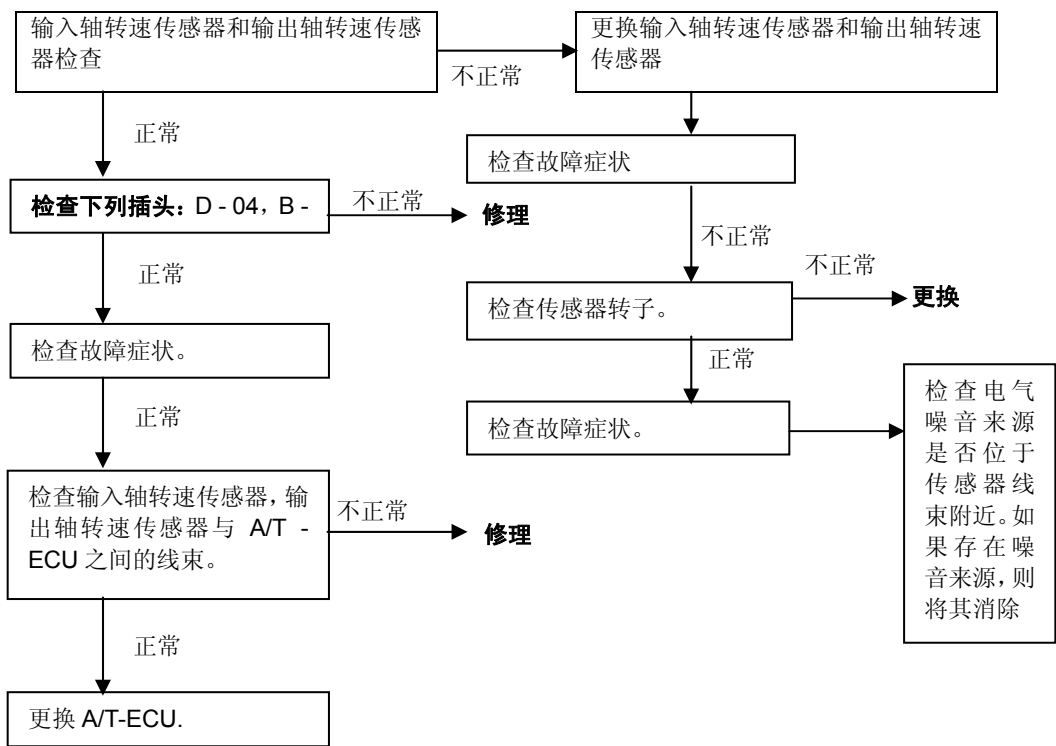 输入轴转速传感器和输出轴转速传感
器检查
不正常
更换输入轴转速传感器和输出轴转速
传感器
正常
检查故障症状
检查下列插头：D - 04，B -
不正常
修理
不正常
正常
不正常
检查传感器转子。
更换
检查故障症状。
正常
正常
检查故障症状。
检查电气
噪音来源
是否位于
传感器线
束附近。如
果存在噪
音来源，则
将其消除
检查输入轴转速传感器，输
出轴转速传感器与 A/T -
ECU 之间的线束。
不正常
修理
正常
更换 A/T-ECU.